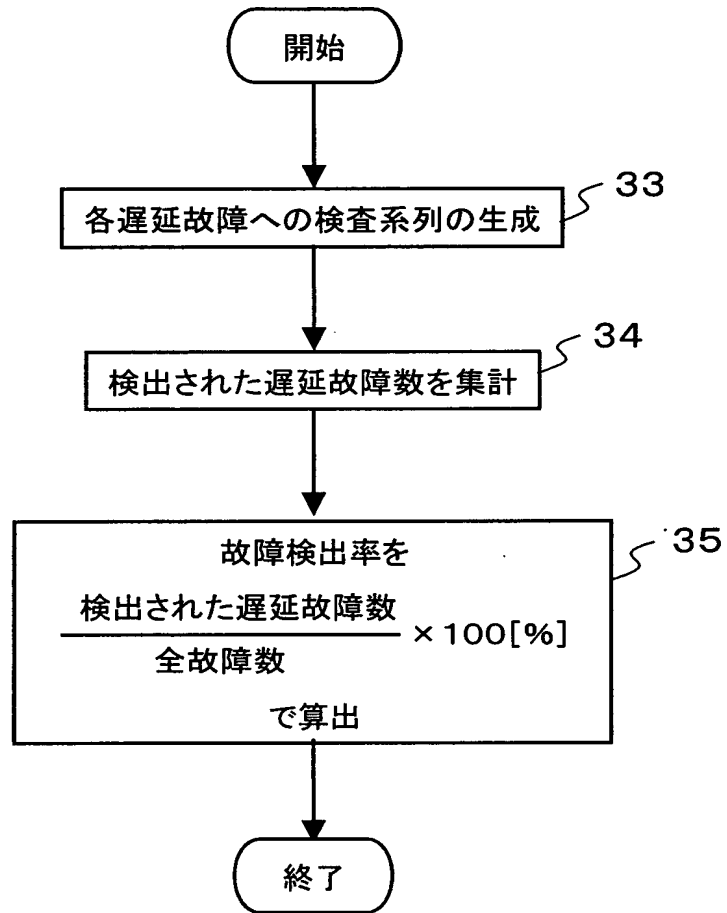 開始
各遅延故障への検査系列の生成
33
検出された遅延故障数を集計
34
故障検出率を
35
検出された遅延故障数
全故障数
×100[%]
で算出
終了